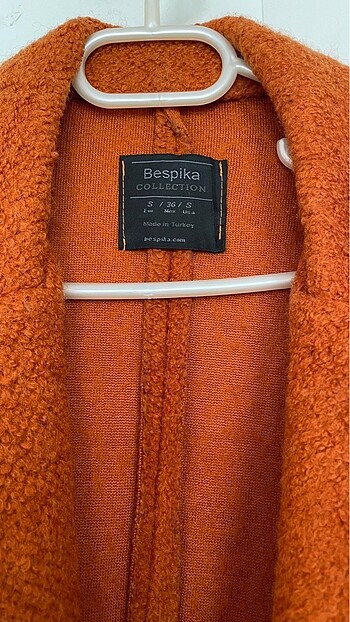 Bespika
COLLECTION
S / 36 / S
Made in Turkey
bespika.com